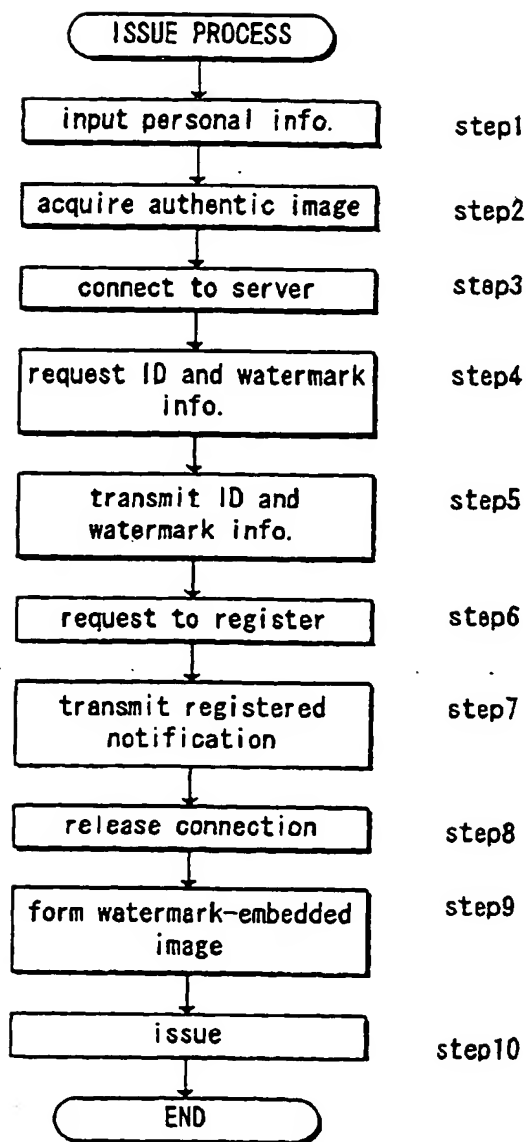 ISSUE PROCESS
input personal info.
step1
acquire authentic image
step2
connect to server
step3
request ID and watermark
info.
step4
transmit ID and
watermark info.
step5
request to register
step6
transmit registered
notification
step7
release connection
step8
form watermark-embedded
image
step9
issue
step10
END